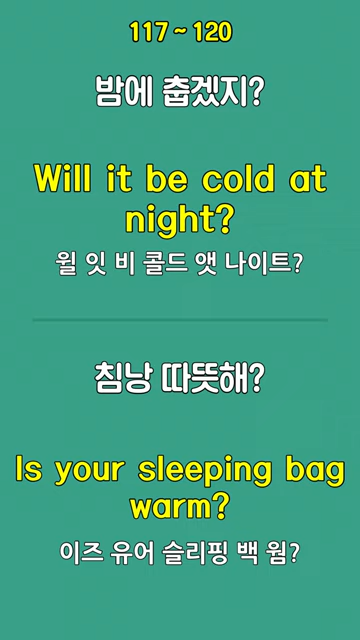 117 ~ 120
밤에 춥겠지?
Will it be cold at
night?
윌 잇 비 콜드 앳 나이트?
침낭 따뜻해?
Is your sleeping bag
warm?
이즈 유어 슬리핑 백 웜?